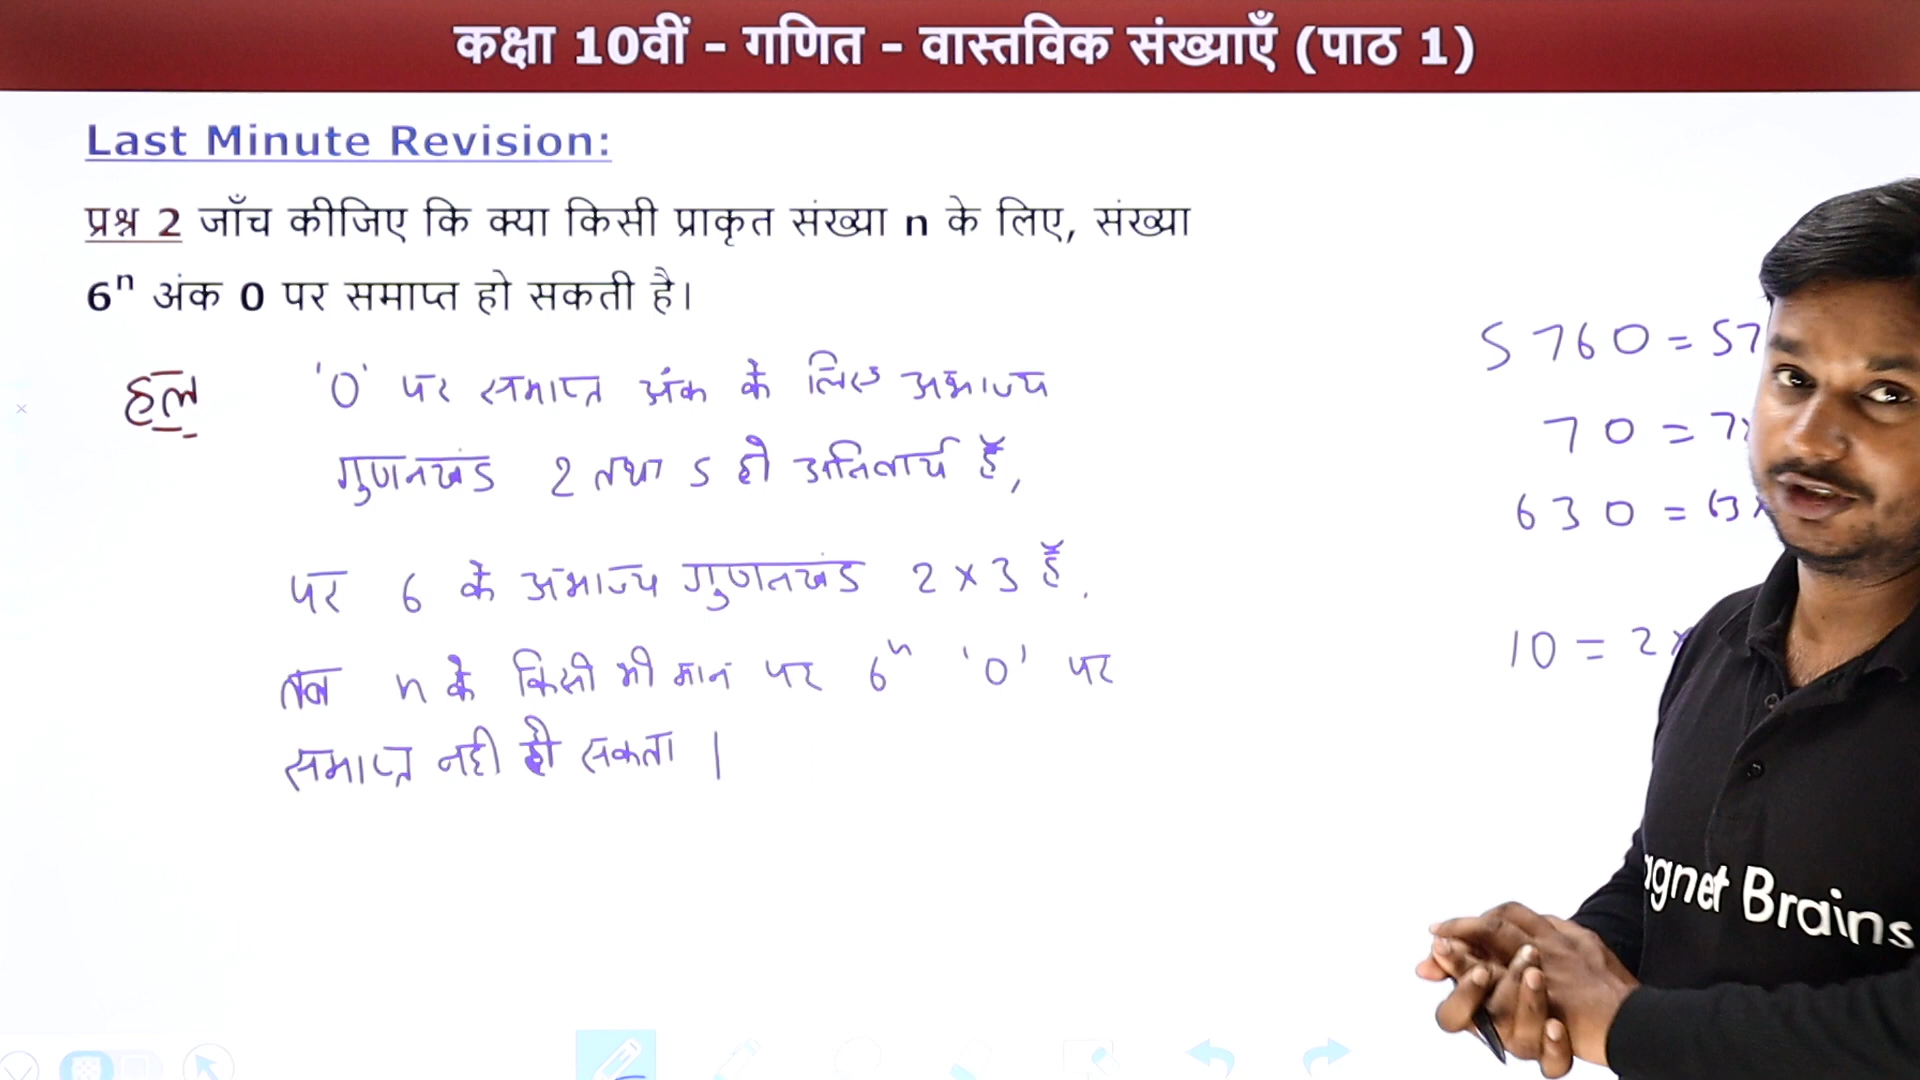 कक्षा 10वीं - गणित - वास्तविक संख्याएँ (पाठ 1)
Last Minute Revision:
प्रश्न 2 जाँच कीजिए कि क्या किसी प्राकृत संख्या n के लिए, संख्या
6ⁿ अंक 0 पर समाप्त हो सकती है।
हल '0' पर समाप्त अंक के लिए अभाज्य
गुणनखंड 2 तथा 5 हो अनिवार्य हैं,
पर 6 के अभाज्य गुणनखंड 2 × 3 हैं.
तब n के किसी भी मान पर 6ⁿ '0' पर
समाप्त नही हो सकता |
5760 = 57
70 = 7
630 = 63×
10 = 2×
gnet Brains